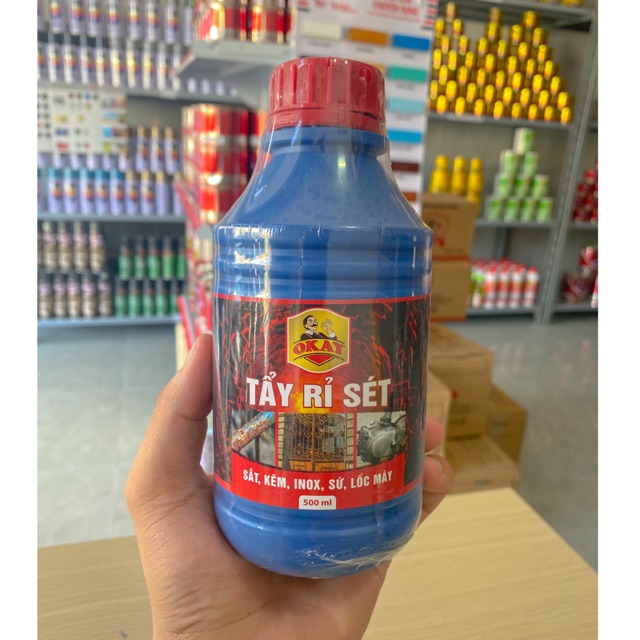 OKAY
TẨY RỈ SÉT
SẮT, KẼM, INOX, SỨ, LỐC MÁY
500 ml